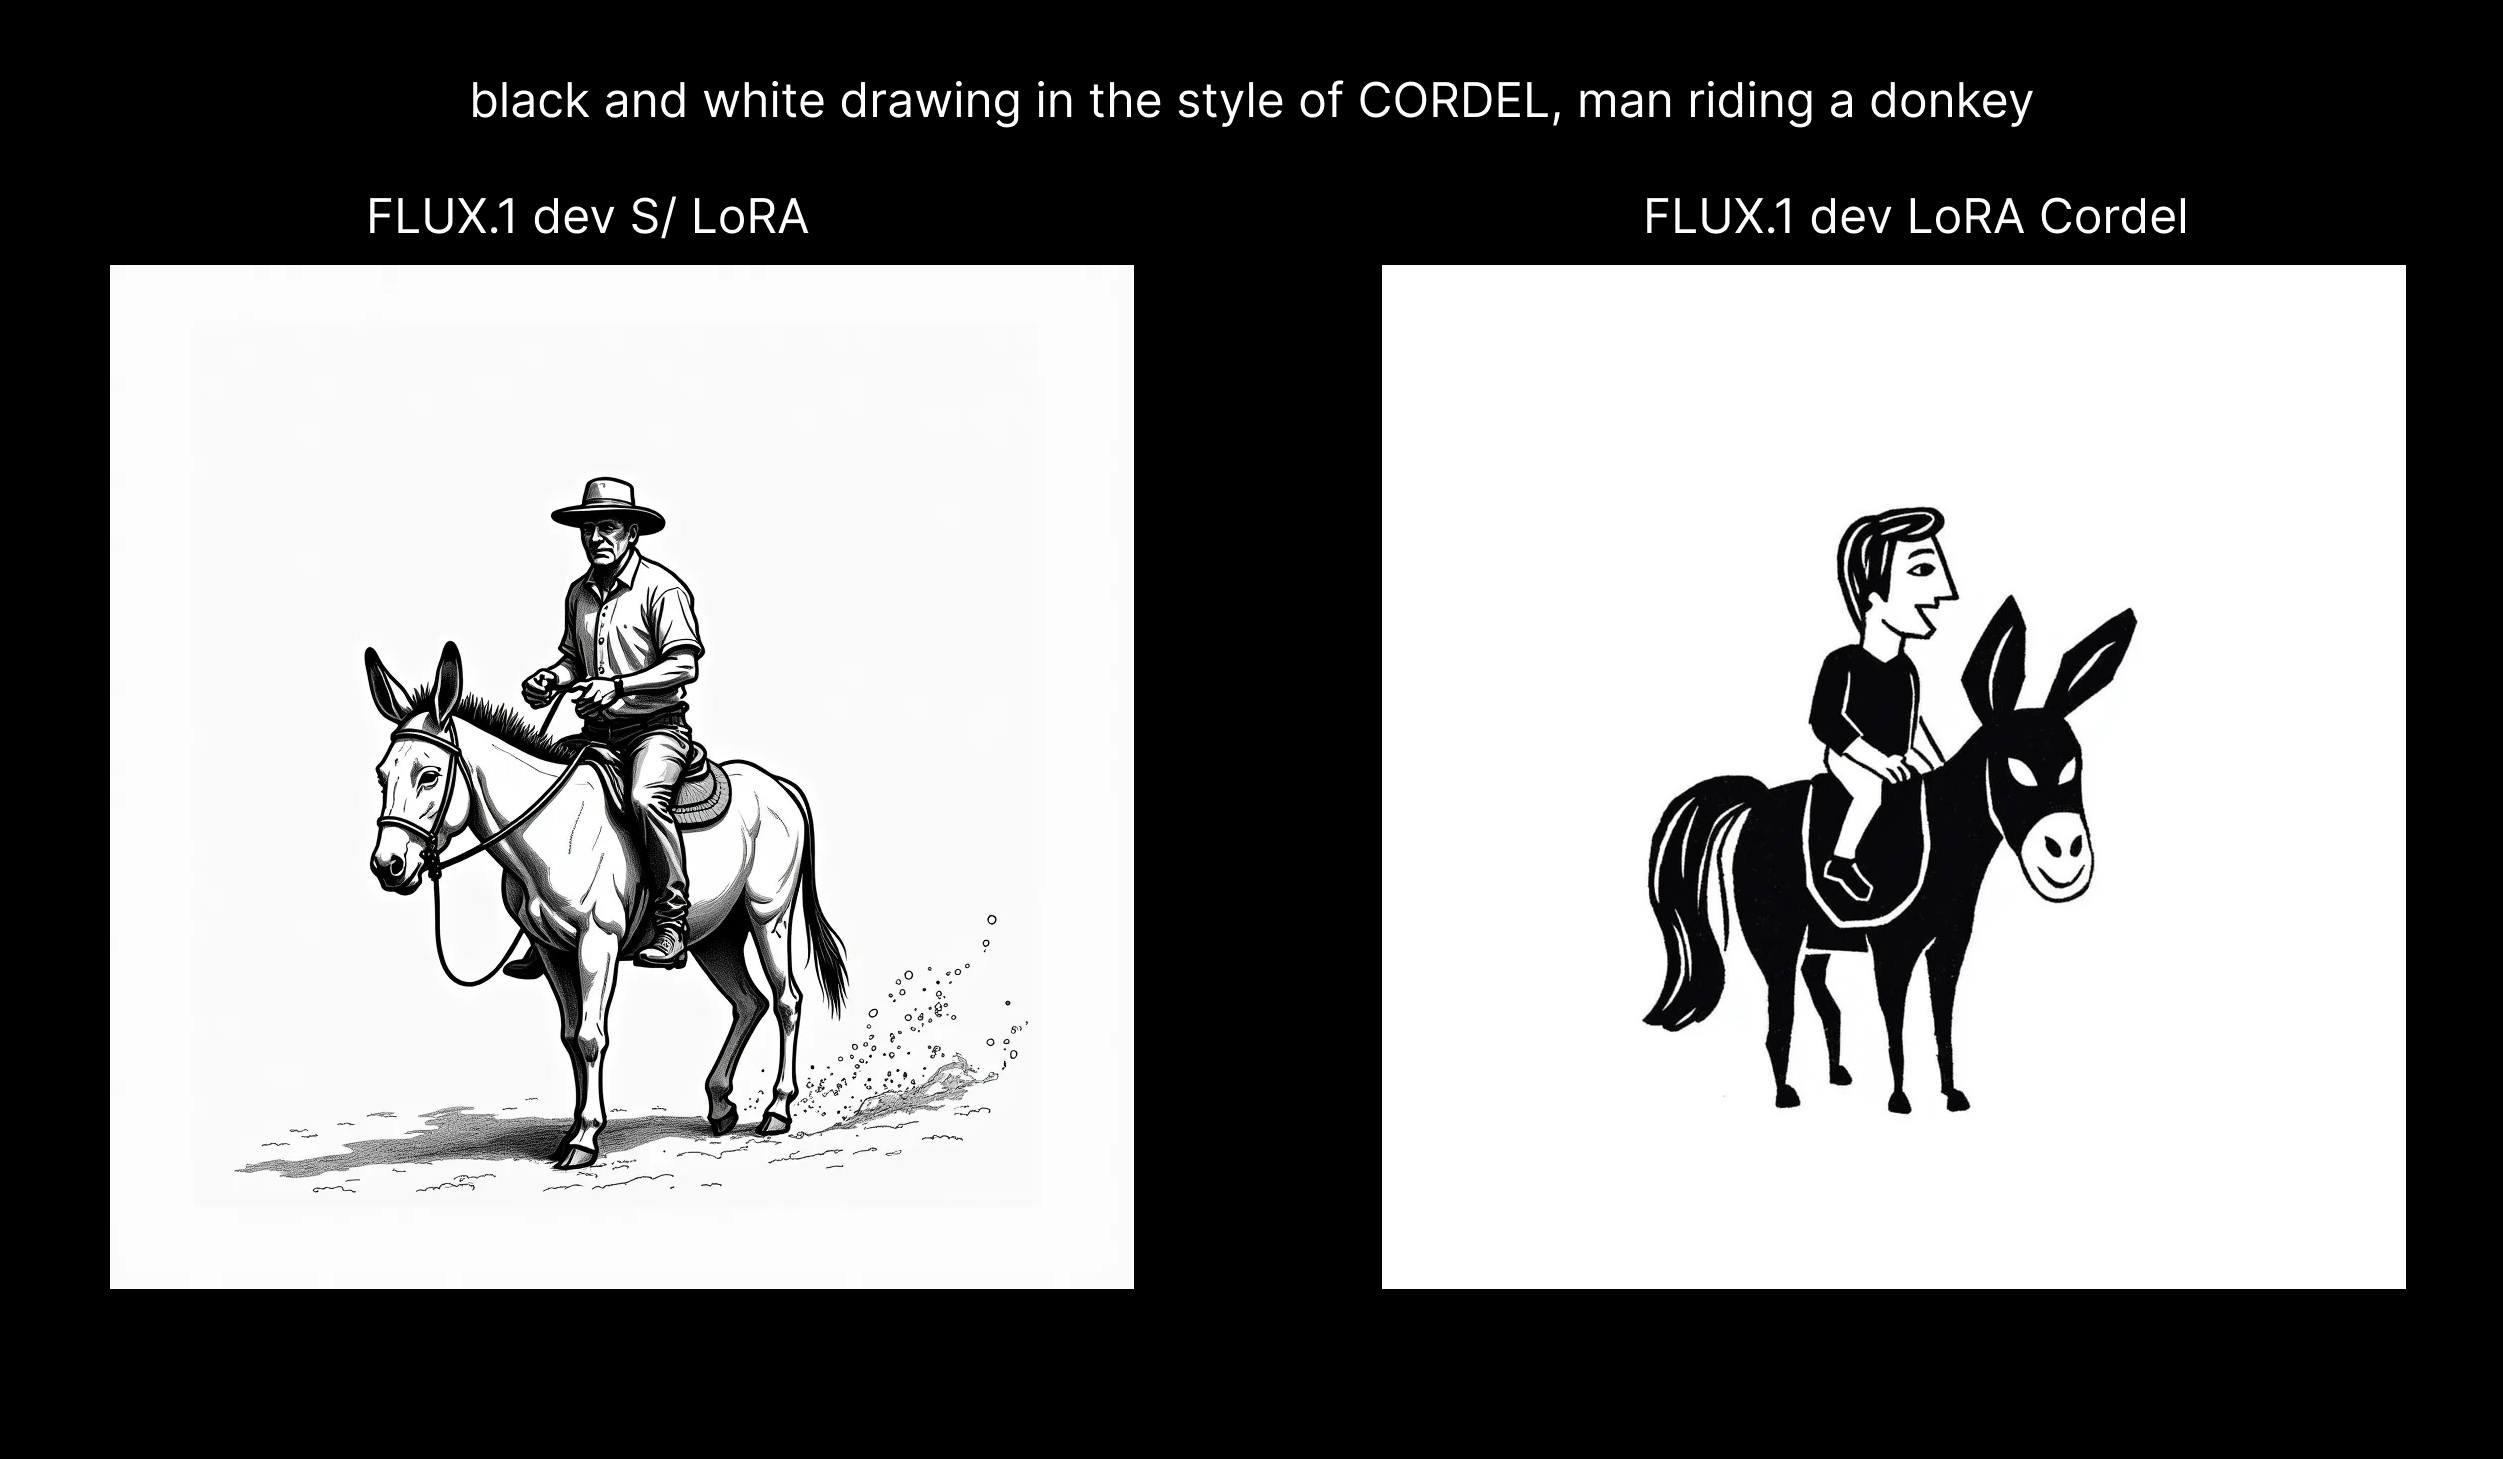 black and white drawing in the style of CORDEL, man riding a donkey
FLUX.1 dev S/ LoRA
FLUX.1 dev LoRA Cordel